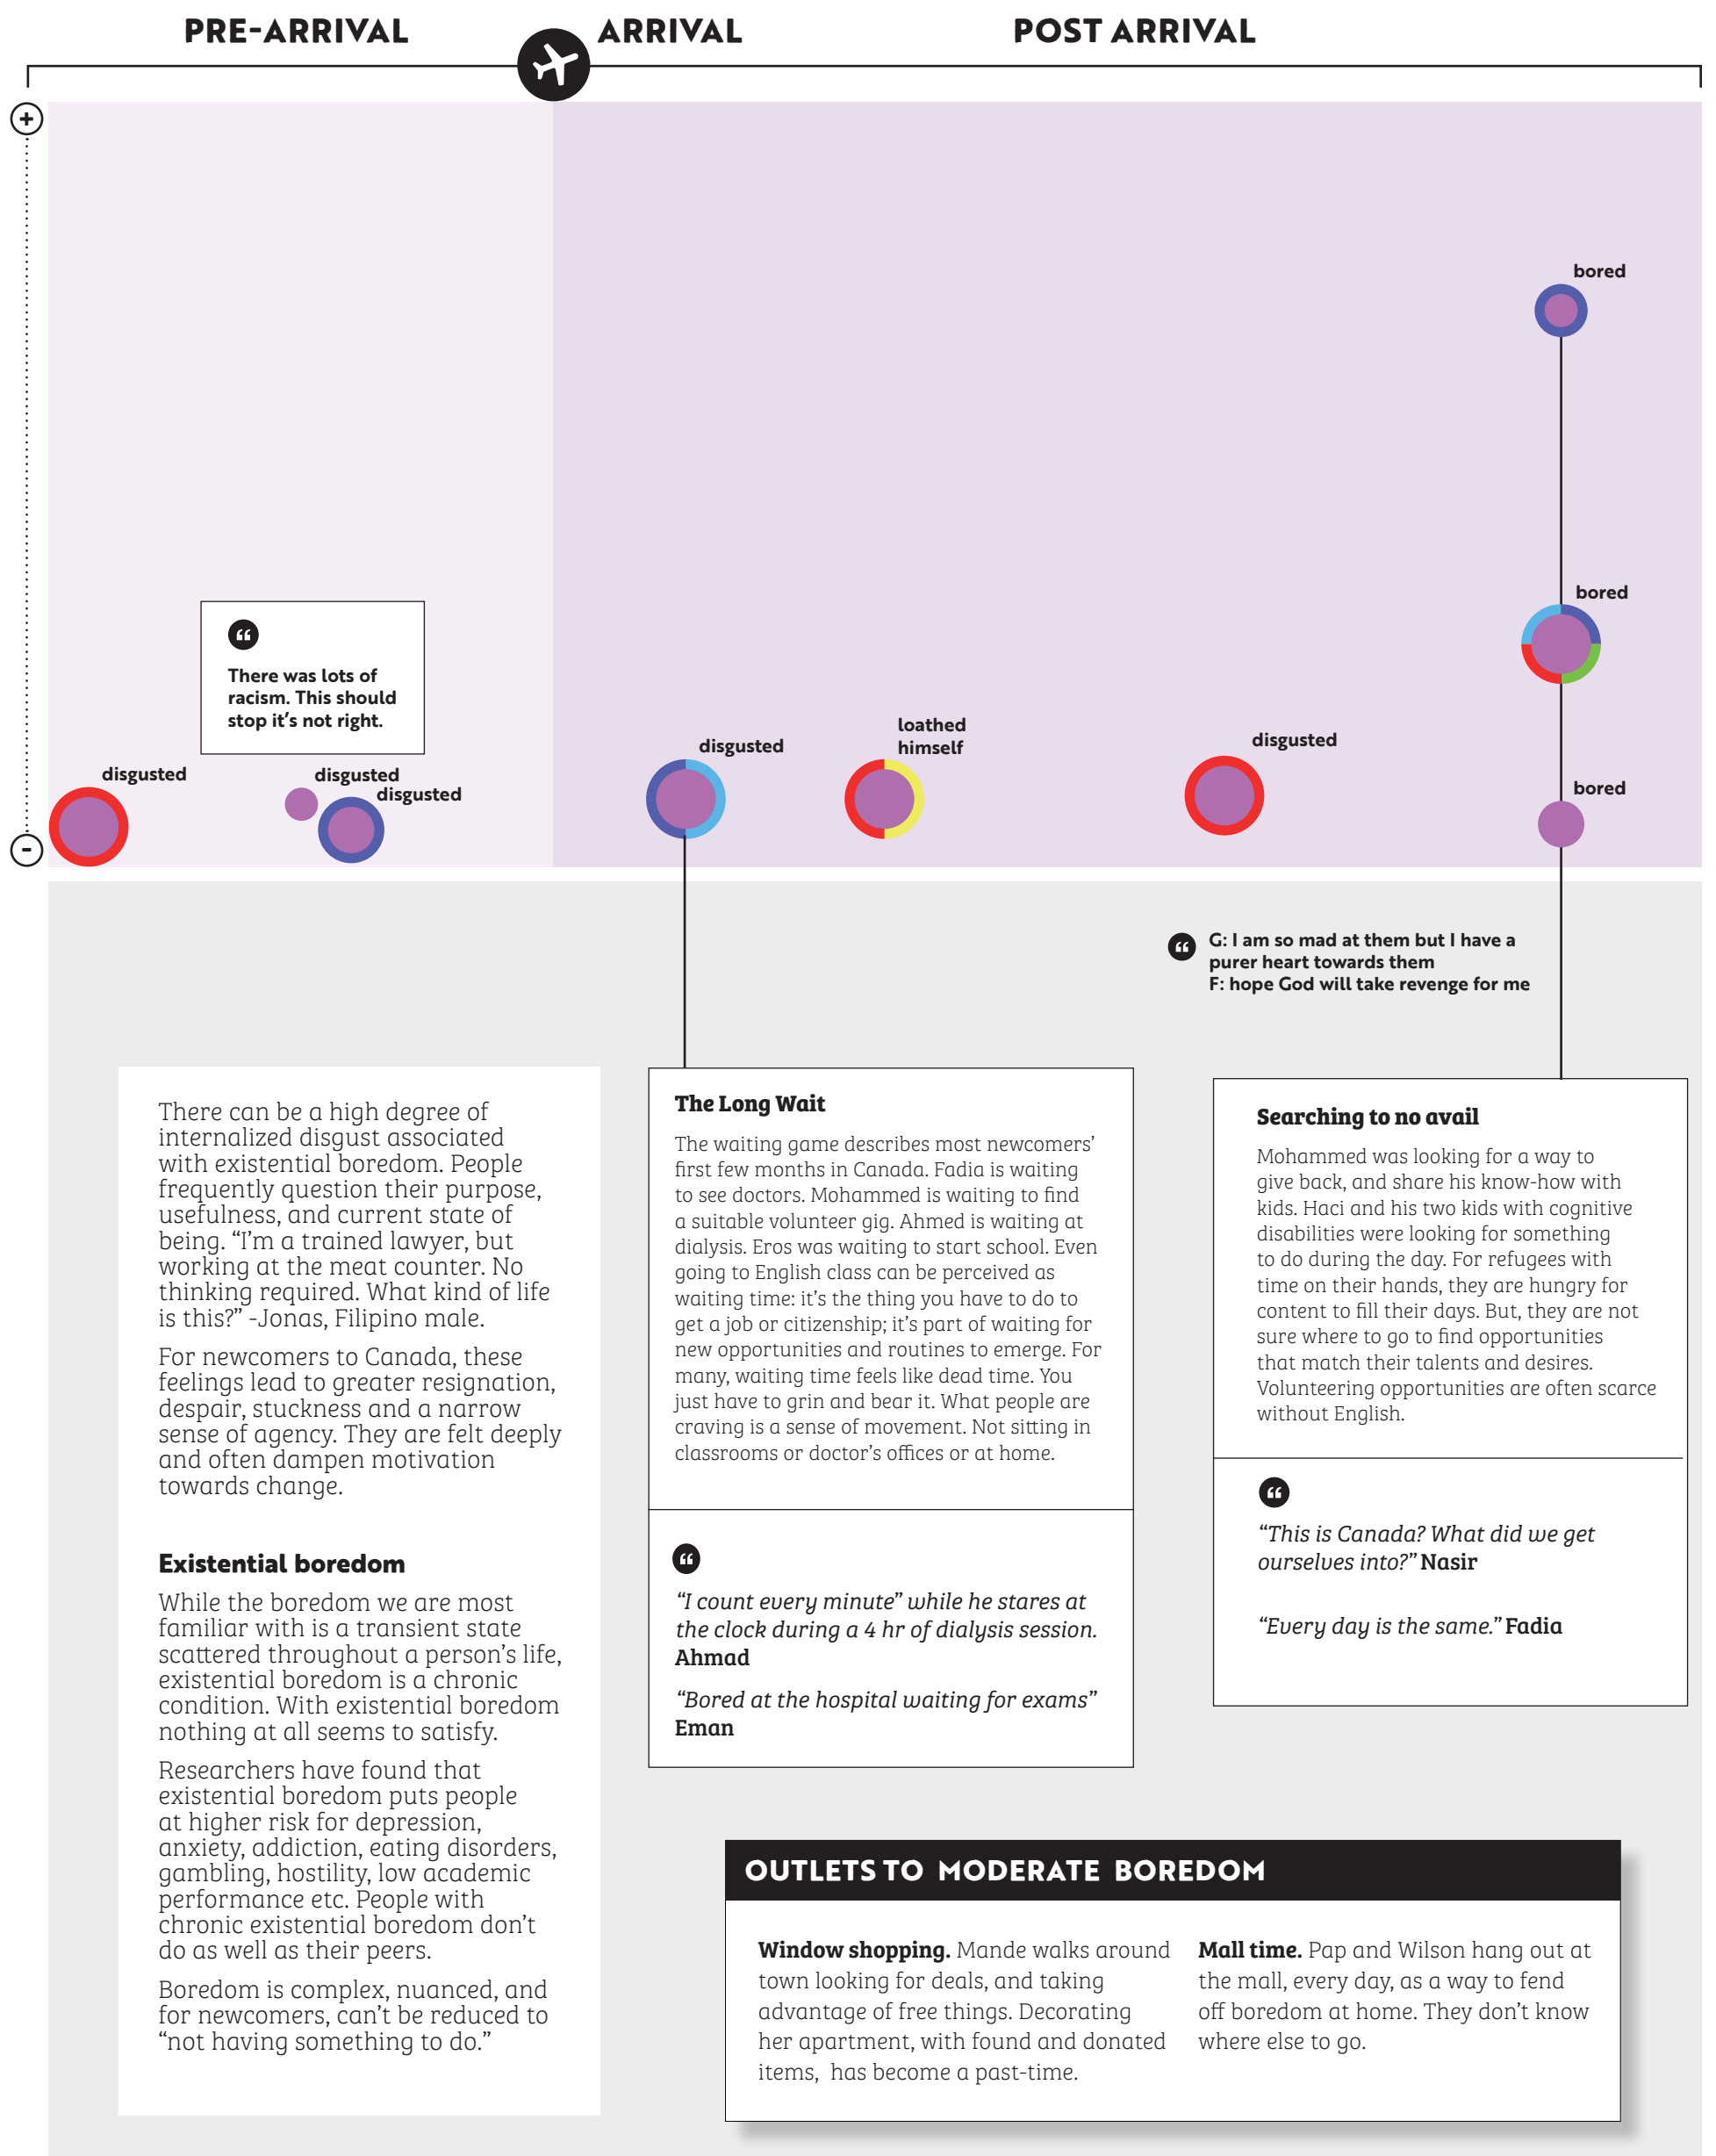 PRE-ARRIVAL
ARRIVAL
POST ARRIVAL
+
-
bored
bored
bored
“
There was lots of
racism. This should
stop it's not right.
disgusted
disgusted
disgusted
disgusted
loathed
himself
disgusted
“
G: I am so mad at them but I have a
purer heart towards them
F: hope God will take revenge for me
There can be a high degree of
internalized disgust associated
with existential boredom. People
frequently question their purpose,
usefulness, and current state of
being. “I’m a trained lawyer, but
working at the meat counter. No
thinking required. What kind of life
is this?” -Jonas, Filipino male.
For newcomers to Canada, these
feelings lead to greater resignation,
despair, stuckness and a narrow
sense of agency. They are felt deeply
and often dampen motivation
towards change.
Existential boredom
While the boredom we are most
familiar with is a transient state
scattered throughout a person’s life,
existential boredom is a chronic
condition. With existential boredom
nothing at all seems to satisfy.
Researchers have found that
existential boredom puts people
at higher risk for depression,
anxiety, addiction, eating disorders,
gambling, hostility, low academic
performance etc. People with
chronic existential boredom don’t
do as well as their peers.
Boredom is complex, nuanced, and
for newcomers, can’t be reduced to
“not having something to do.”
The Long Wait
The waiting game describes most newcomers’
first few months in Canada. Fadia is waiting
to see doctors. Mohammed is waiting to find
a suitable volunteer gig. Ahmed is waiting at
dialysis. Eros was waiting to start school. Even
going to English class can be perceived as
waiting time: it’s the thing you have to do to
get a job or citizenship; it’s part of waiting for
new opportunities and routines to emerge. For
many, waiting time feels like dead time. You
just have to grin and bear it. What people are
craving is a sense of movement. Not sitting in
classrooms or doctor’s offices or at home.
“
“I count every minute” while he stares at
the clock during a 4 hr of dialysis session.
Ahmad
“Bored at the hospital waiting for exams”
Eman
Searching to no avail
Mohammed was looking for a way to
give back, and share his know-how with
kids. Haci and his two kids with cognitive
disabilities were looking for something
to do during the day. For refugees with
time on their hands, they are hungry for
content to fill their days. But, they are not
sure where to go to find opportunities
that match their talents and desires.
Volunteering opportunities are often scarce
without English.
“
“This is Canada? What did we get
ourselves into?” Nasir
“Every day is the same.” Fadia
OUTLETS TO MODERATE BOREDOM
Window shopping. Mande walks around
town looking for deals, and taking
advantage of free things. Decorating
her apartment, with found and donated
items, has become a past-time.
Mall time. Pap and Wilson hang out at
the mall, every day, as a way to fend
off boredom at home. They don’t know
where else to go.